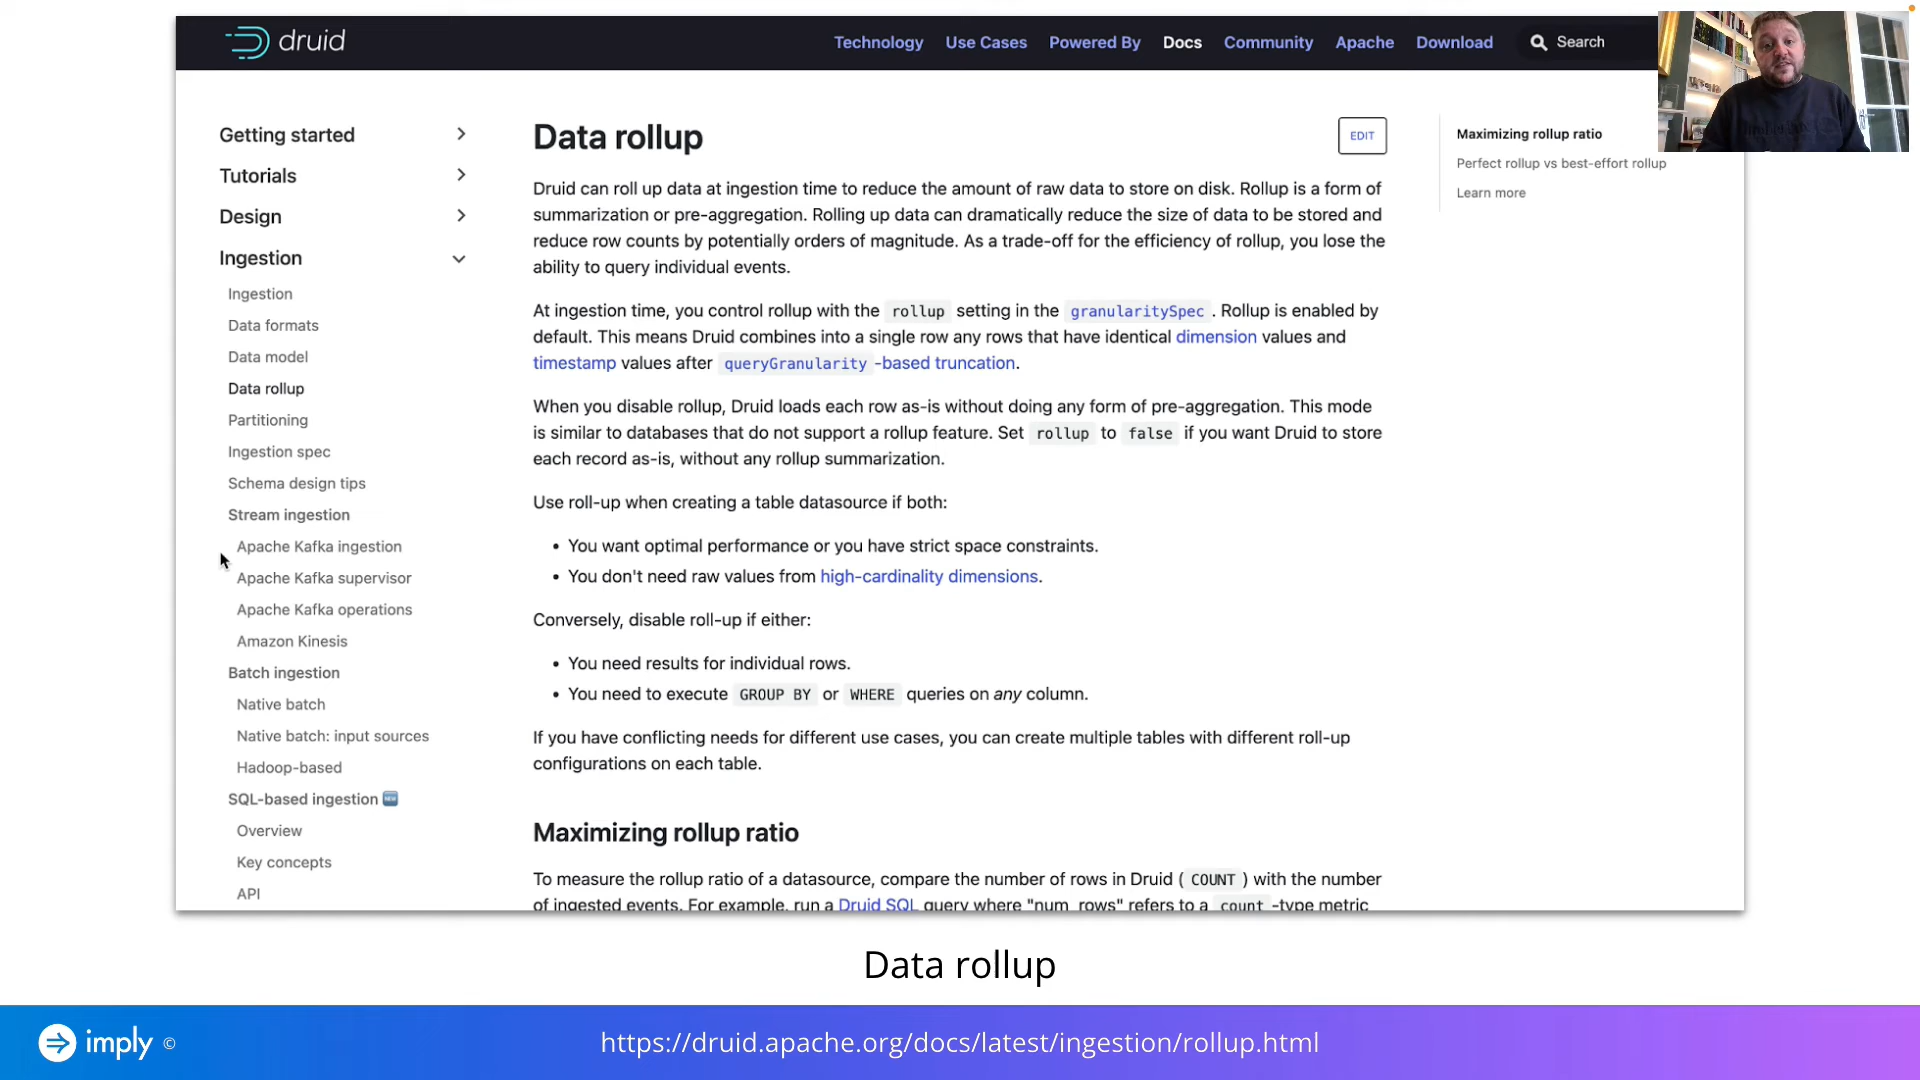 druid
Technology Use Cases Powered By Docs Community Apache Download Search
Getting started
Tutorials
Design
Ingestion
Ingestion
Data formats
Data model
Data rollup
Partitioning
Ingestion spec
Schema design tips
Stream ingestion
Apache Kafka ingestion
Apache Kafka supervisor
Apache Kafka operations
Amazon Kinesis
Batch ingestion
Native batch
Native batch: input sources
Hadoop-based
SQL-based ingestion 🆕
Overview
Key concepts
API
Data rollup
EDIT
Druid can roll up data at ingestion time to reduce the amount of raw data to store on disk. Rollup is a form of
summarization or pre-aggregation. Rolling up data can dramatically reduce the size of data to be stored and
reduce row counts by potentially orders of magnitude. As a trade-off for the efficiency of rollup, you lose the
ability to query individual events.
At ingestion time, you control rollup with the rollup setting in the granularitySpec. Rollup is enabled by
default. This means Druid combines into a single row any rows that have identical dimension values and
timestamp values after queryGranularity-based truncation.
When you disable rollup, Druid loads each row as-is without doing any form of pre-aggregation. This mode
is similar to databases that do not support a rollup feature. Set rollup to false if you want Druid to store
each record as-is, without any rollup summarization.
Use roll-up when creating a table datasource if both:
• You want optimal performance or you have strict space constraints.
• You don't need raw values from high-cardinality dimensions.
Conversely, disable roll-up if either:
• You need results for individual rows.
• You need to execute GROUP BY or WHERE queries on any column.
If you have conflicting needs for different use cases, you can create multiple tables with different roll-up
configurations on each table.
Maximizing rollup ratio
To measure the rollup ratio of a datasource, compare the number of rows in Druid (COUNT) with the number
of ingested events. For example, run a Druid SQL query where "num_rows" refers to a count-type metric
Maximizing rollup ratio
Perfect rollup vs best-effort rollup
Learn more
Data rollup
imply ©
https://druid.apache.org/docs/latest/ingestion/rollup.html